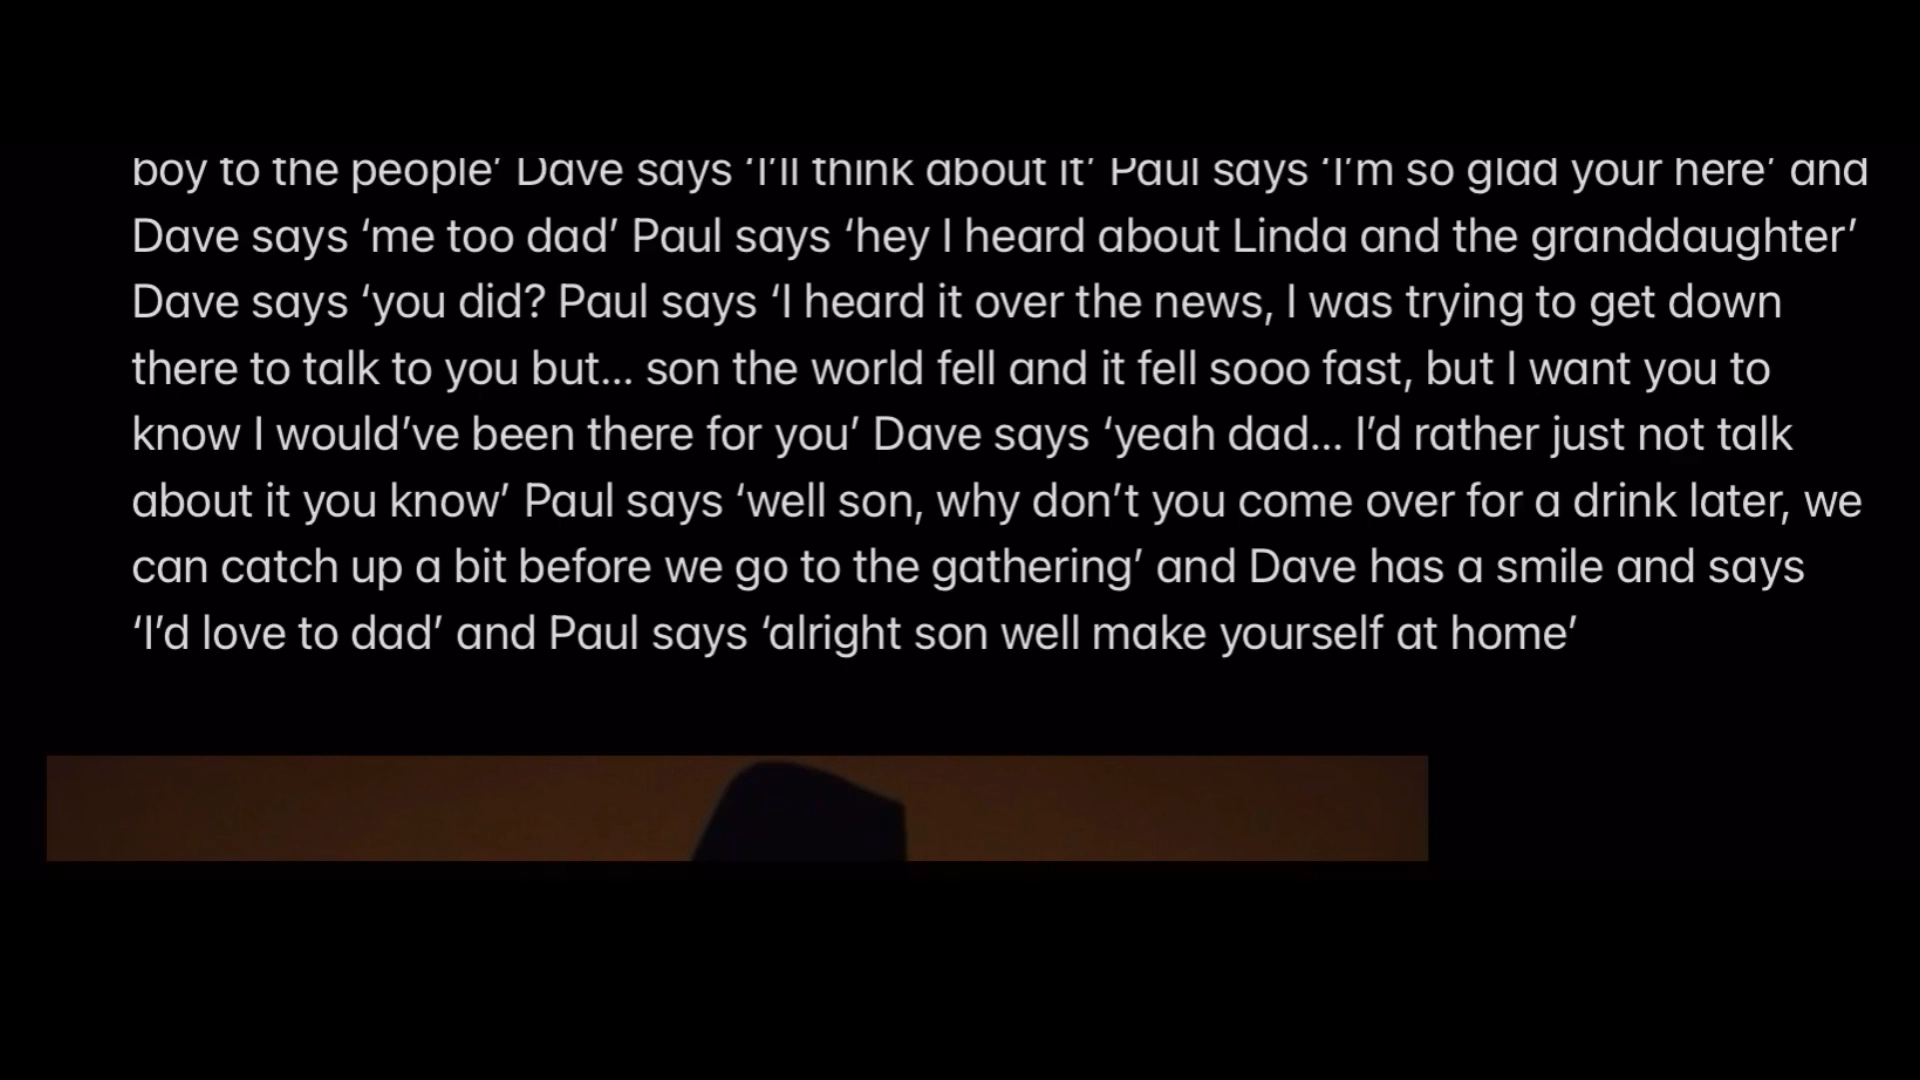 boy to the people’ Dave says ‘I’ll think about it’ Paul says ‘I’m so glad your here’ and
Dave says ‘me too dad’ Paul says ‘hey I heard about Linda and the granddaughter’
Dave says ‘you did? Paul says ‘I heard it over the news, I was trying to get down
there to talk to you but... son the world fell and it fell sooo fast, but I want you to
know I would’ve been there for you’ Dave says ‘yeah dad... I’d rather just not talk
about it you know’ Paul says ‘well son, why don’t you come over for a drink later, we
can catch up a bit before we go to the gathering’ and Dave has a smile and says
‘I’d love to dad’ and Paul says ‘alright son well make yourself at home’